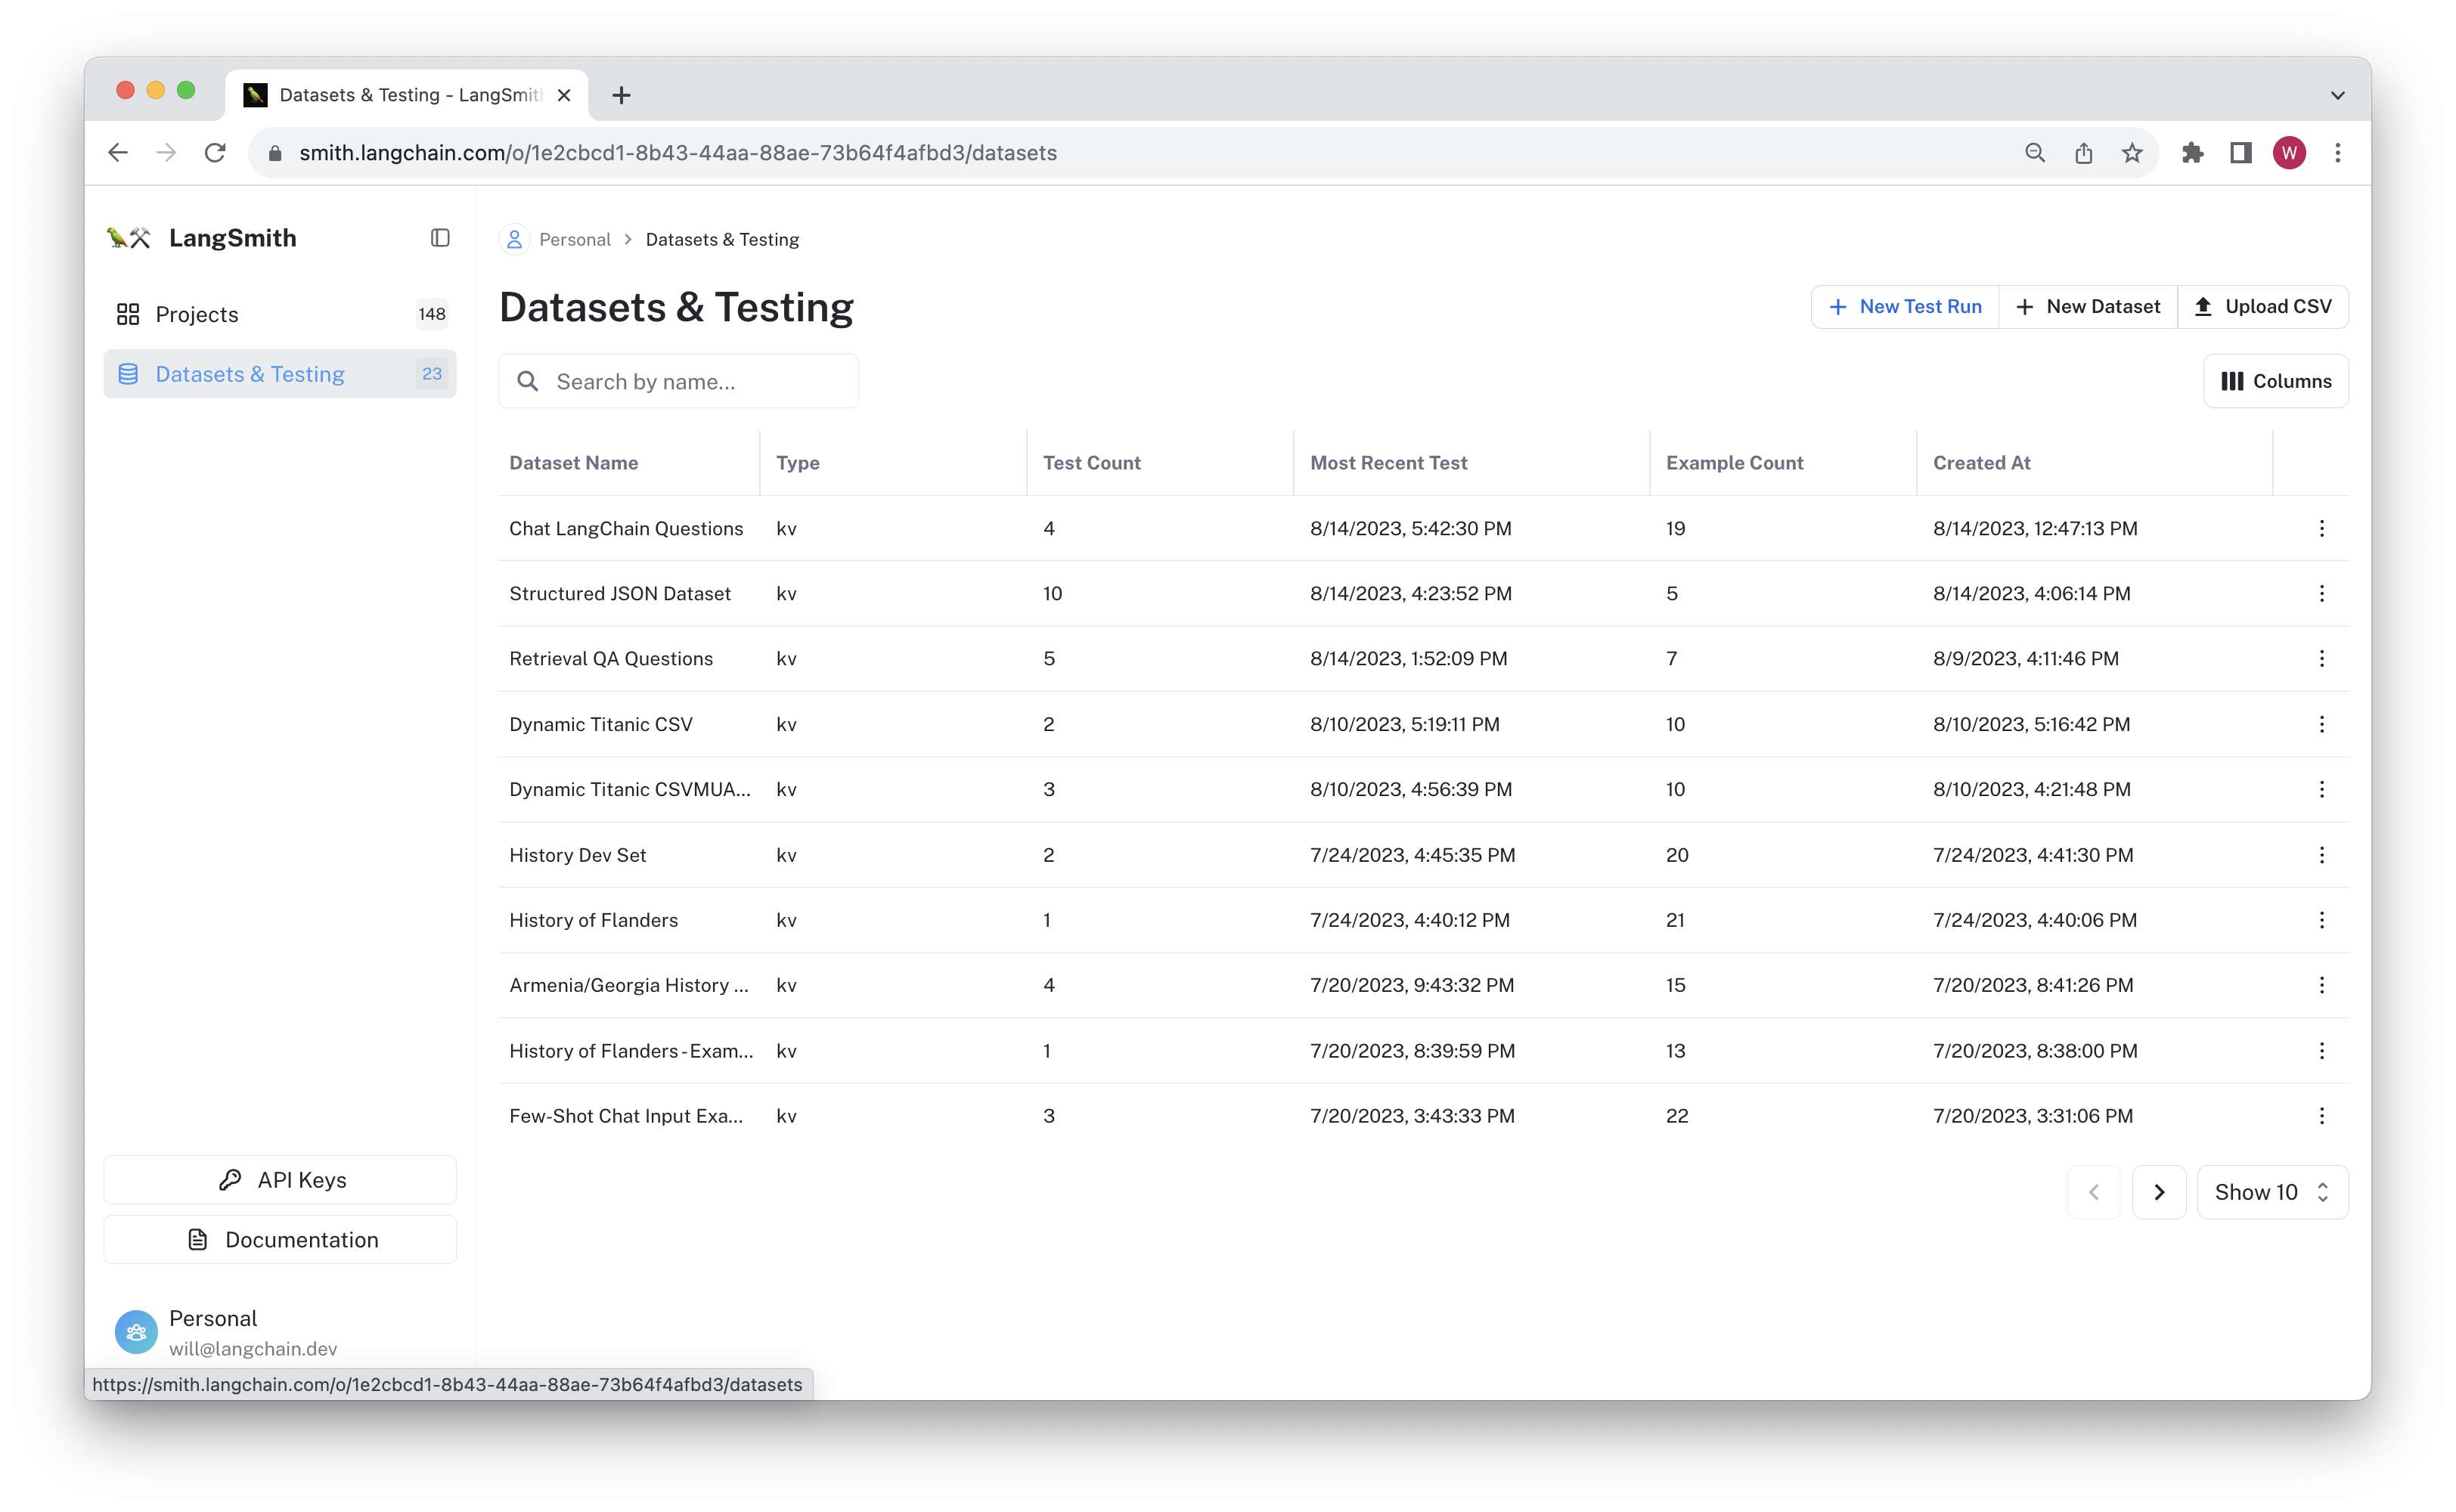 Datasets & Testing - LangSmit
smith.langchain.com/o/1e2cbcd1-8b43-44aa-88ae-73b64f4afbd3/datasets
W
LangSmith
Projects 148
Datasets & Testing 23
API Keys
Documentation
Personal
will@langchain.dev
https://smith.langchain.com/o/1e2cbcd1-8b43-44aa-88ae-73b64f4afbd3/datasets
Personal > Datasets & Testing
Datasets & Testing
+ New Test Run + New Dataset Upload CSV
Search by name...
Columns
Dataset Name Type Test Count Most Recent Test Example Count Created At
Chat LangChain Questions kv 4 8/14/2023, 5:42:30 PM 19 8/14/2023, 12:47:13 PM
Structured JSON Dataset kv 10 8/14/2023, 4:23:52 PM 5 8/14/2023, 4:06:14 PM
Retrieval QA Questions kv 5 8/14/2023, 1:52:09 PM 7 8/9/2023, 4:11:46 PM
Dynamic Titanic CSV kv 2 8/10/2023, 5:19:11 PM 10 8/10/2023, 5:16:42 PM
Dynamic Titanic CSVMUA... kv 3 8/10/2023, 4:56:39 PM 10 8/10/2023, 4:21:48 PM
History Dev Set kv 2 7/24/2023, 4:45:35 PM 20 7/24/2023, 4:41:30 PM
History of Flanders kv 1 7/24/2023, 4:40:12 PM 21 7/24/2023, 4:40:06 PM
Armenia/Georgia History ... kv 4 7/20/2023, 9:43:32 PM 15 7/20/2023, 8:41:26 PM
History of Flanders - Exam... kv 1 7/20/2023, 8:39:59 PM 13 7/20/2023, 8:38:00 PM
Few-Shot Chat Input Exa... kv 3 7/20/2023, 3:43:33 PM 22 7/20/2023, 3:31:06 PM
Show 10